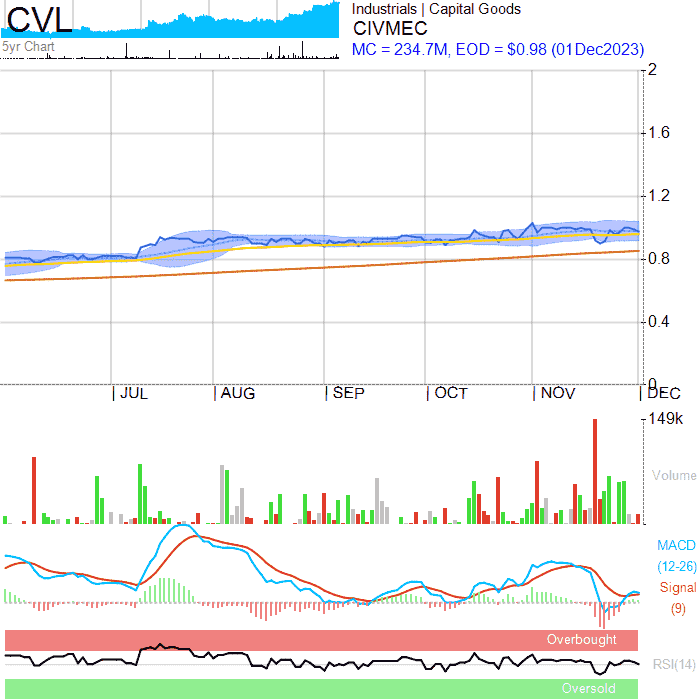 CVL
Industrials | Capital Goods
CIVMEC
MC = 234.7M, EOD = $0.98 (01Dec2023)
5yr Chart
2
1.6
1.2
0.8
0.4
0
JUL AUG SEP OCT NOV DEC
149k
Volume
MACD
(12-26)
Signal
(9)
Overbought
RSI(14)
Oversold